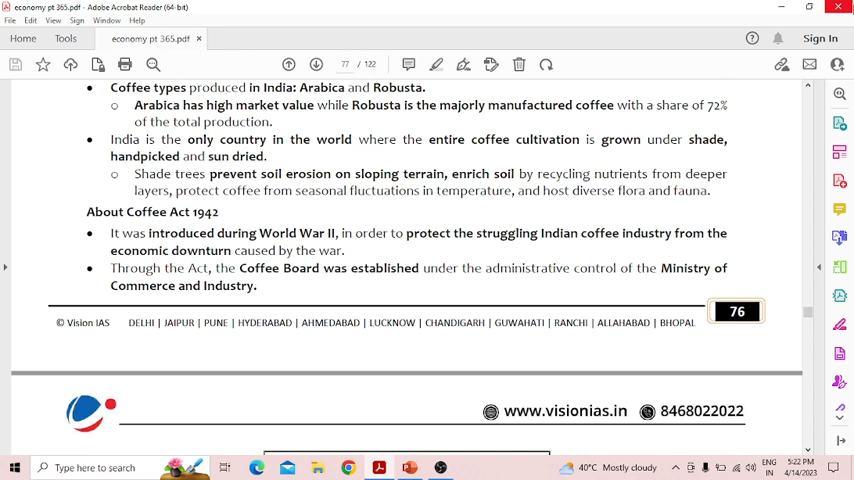 economy pt 365.pdf - Adobe Acrobat Reader (64-bit)
File Edit View Sign Window Help
Home Tools economy pt 365.pdf × Sign In
77 / 122
• Coffee types produced in India: Arabica and Robusta.
o Arabica has high market value while Robusta is the majorly manufactured coffee with a share of 72%
of the total production.
• India is the only country in the world where the entire coffee cultivation is grown under shade,
handpicked and sun dried.
o Shade trees prevent soil erosion on sloping terrain, enrich soil by recycling nutrients from deeper
layers, protect coffee from seasonal fluctuations in temperature, and host diverse flora and fauna.
About Coffee Act 1942
• It was introduced during World War II, in order to protect the struggling Indian coffee industry from the
economic downturn caused by the war.
• Through the Act, the Coffee Board was established under the administrative control of the Ministry of
Commerce and Industry.
76
© Vision IAS DELHI | JAIPUR | PUNE | HYDERABAD | AHMEDABAD | LUCKNOW | CHANDIGARH | GUWAHATI | RANCHI | ALLAHABAD | BHOPAL
www.visionias.in 8468022022
Type here to search
40°C Mostly cloudy
ENG
IN
5:22 PM
4/14/2023